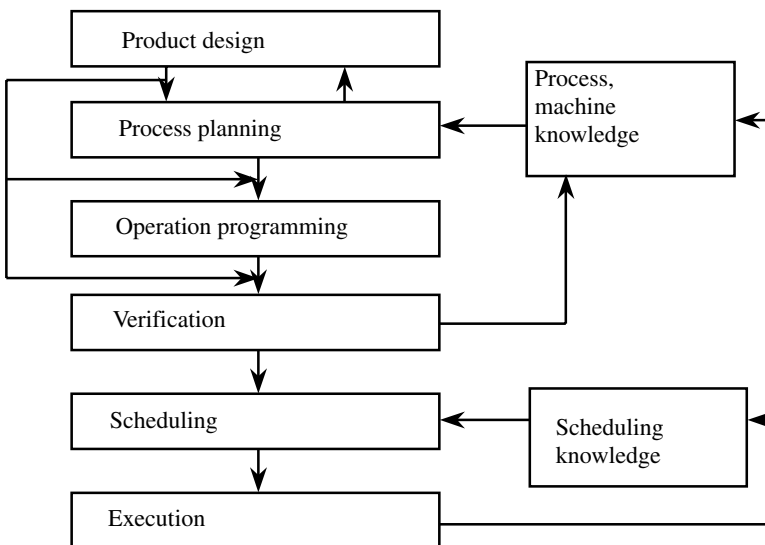 Product design
Process planning
Operation programming
Verification
Scheduling
Execution
Process,
machine
knowledge
Scheduling
knowledge